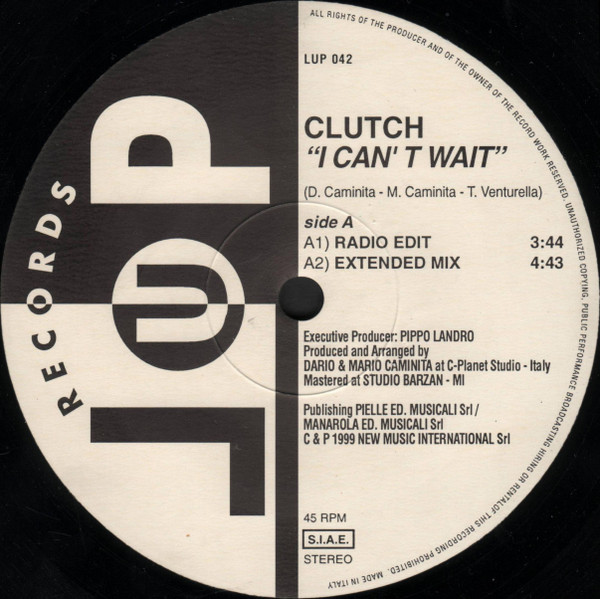 ALL RIGHTS OF THE PRODUCER AND OF THE OWNER OF THE RECORD WORK RESERVED. UNAUTHORIZED COPYING, PUBLIC PERFORMANCE BROADCASTING HIRING OR RENTALOF THIS RECORDING PROHIBITED. MADE IN ITALY
LUP 042
CLUTCH
"I CAN' T WAIT"
(D. Caminita - M. Caminita - T. Venturella)
side A
A1) RADIO EDIT 3:44
A2) EXTENDED MIX 4:43
Executive Producer: PIPPO LANDRO
Produced and Arranged by
DARIO & MARIO CAMINITA at C-Planet Studio - Italy
Mastered at STUDIO BARZAN - MI
Publishing PIELLE ED. MUSICALI Srl /
MANAROLA ED. MUSICALI Srl
C & P 1999 NEW MUSIC INTERNATIONAL Srl
45 RPM
S.I.A.E.
STEREO
LUP
RECORDS